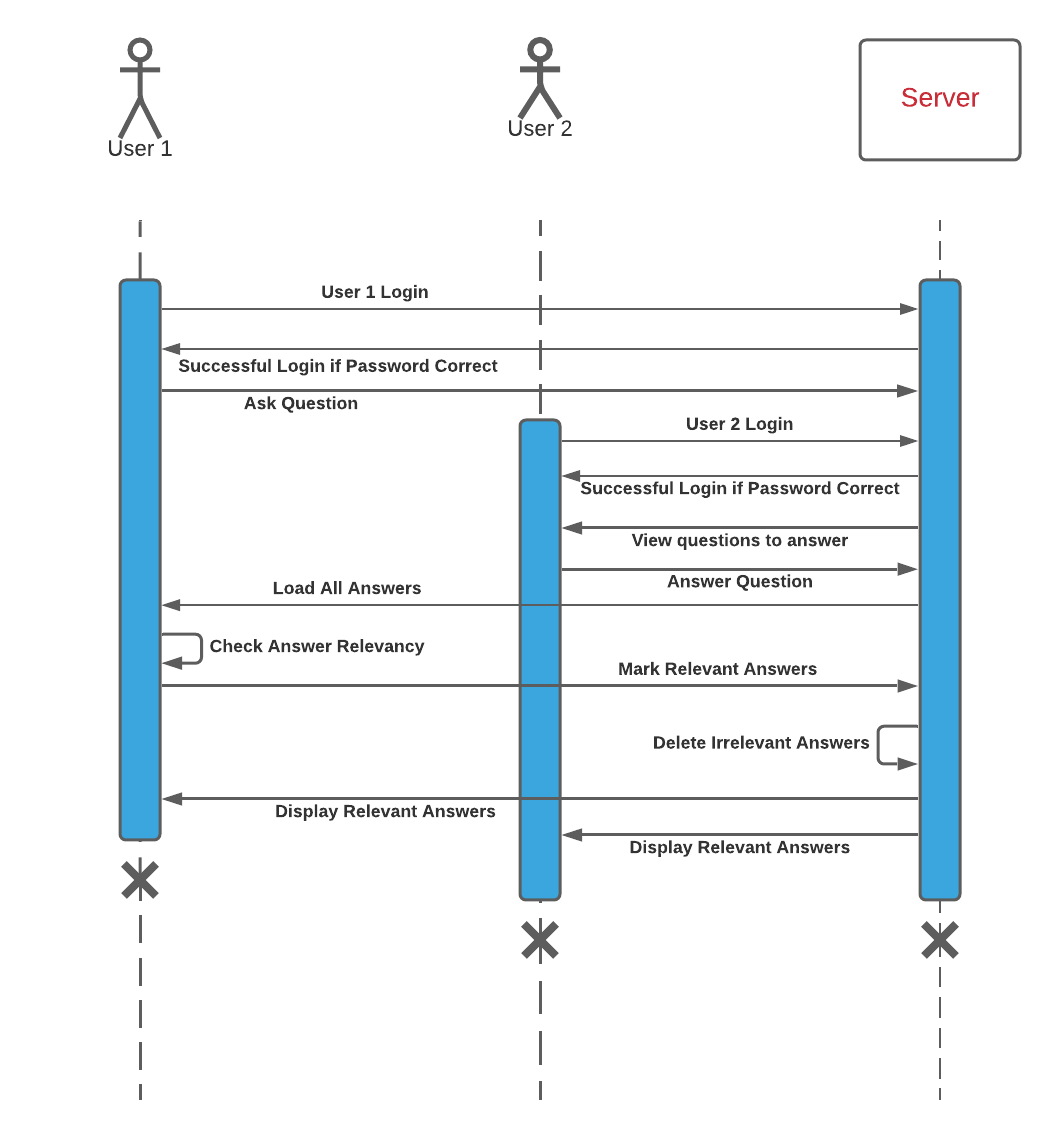 User 1
User 2
Server
User 1 Login
Successful Login if Password Correct
Ask Question
User 2 Login
Successful Login if Password Correct
View questions to answer
Answer Question
Load All Answers
Check Answer Relevancy
Mark Relevant Answers
Delete Irrelevant Answers
Display Relevant Answers
Display Relevant Answers